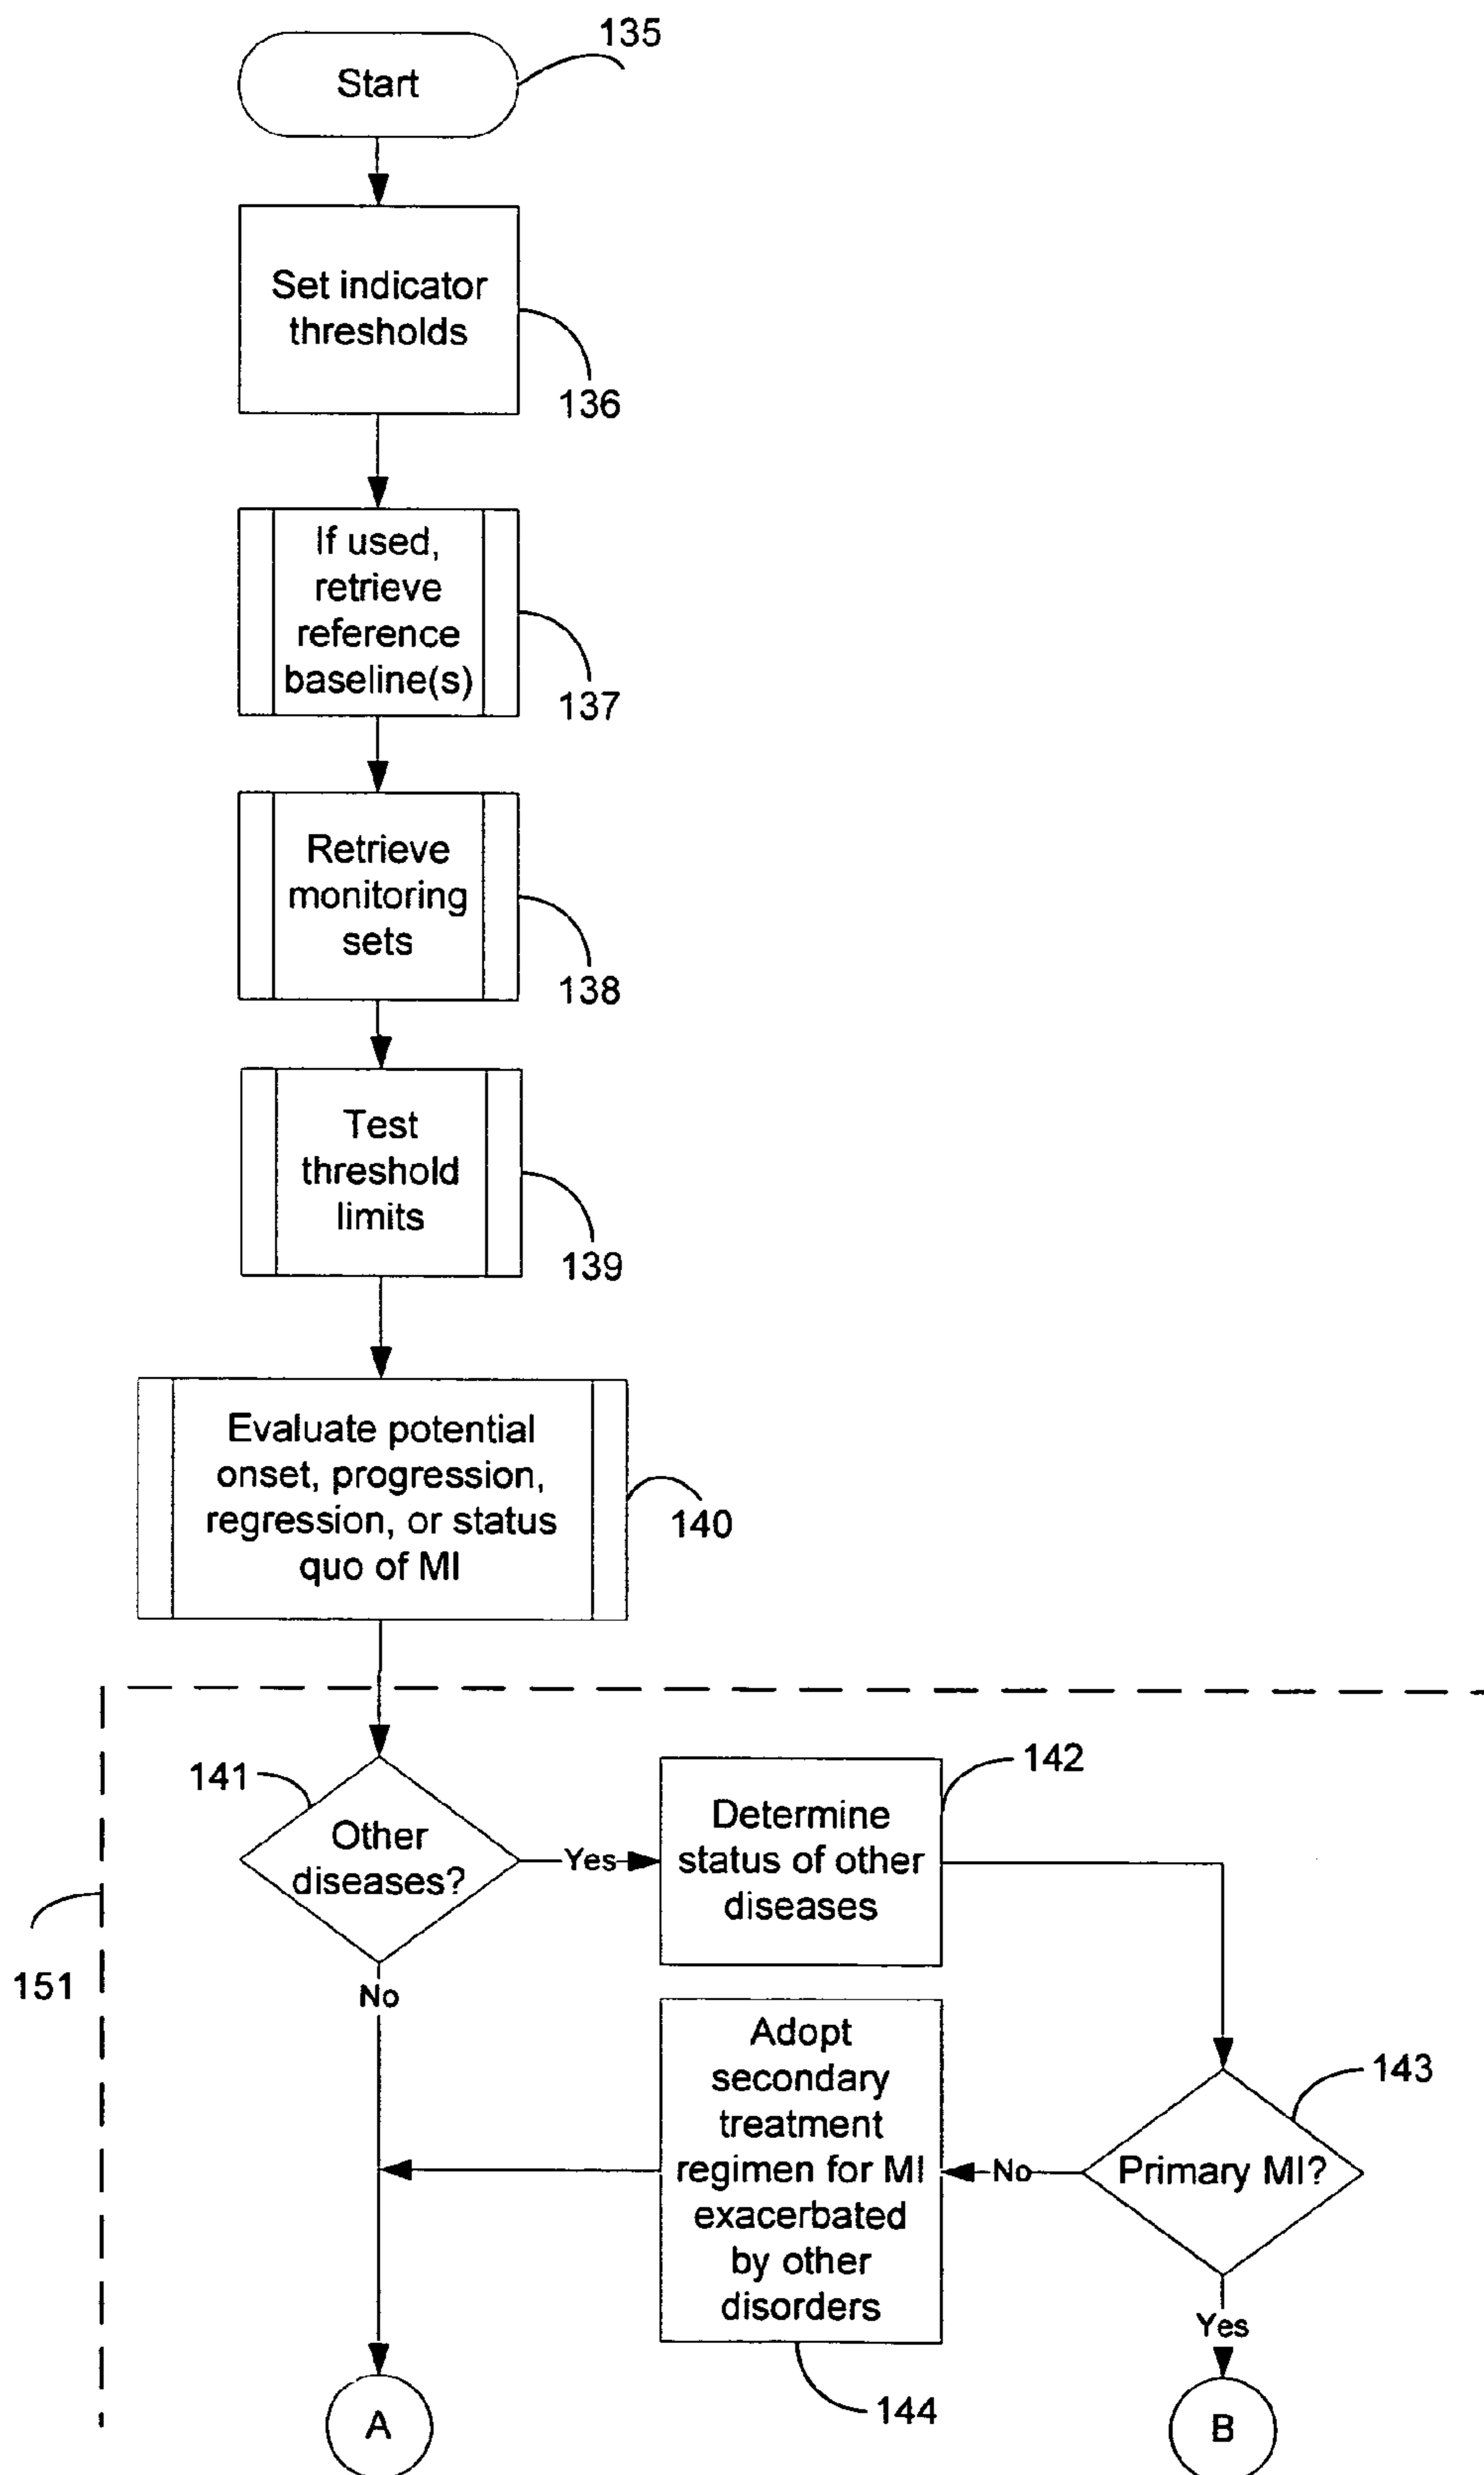 135
Start
Set indicator
thresholds
136
If used,
retrieve
reference
baseline(s)
137
Retrieve
monitoring
sets
138
Test
threshold
limits
139
Evaluate potential
onset, progression,
regression, or status
quo of MI
140
141
Other
diseases?
Yes
142
Determine
status of other
diseases
151
No
143
Primary MI?
No
Adopt
secondary
treatment
regimen for MI
exacerbated
by other
disorders
144
Yes
A
B